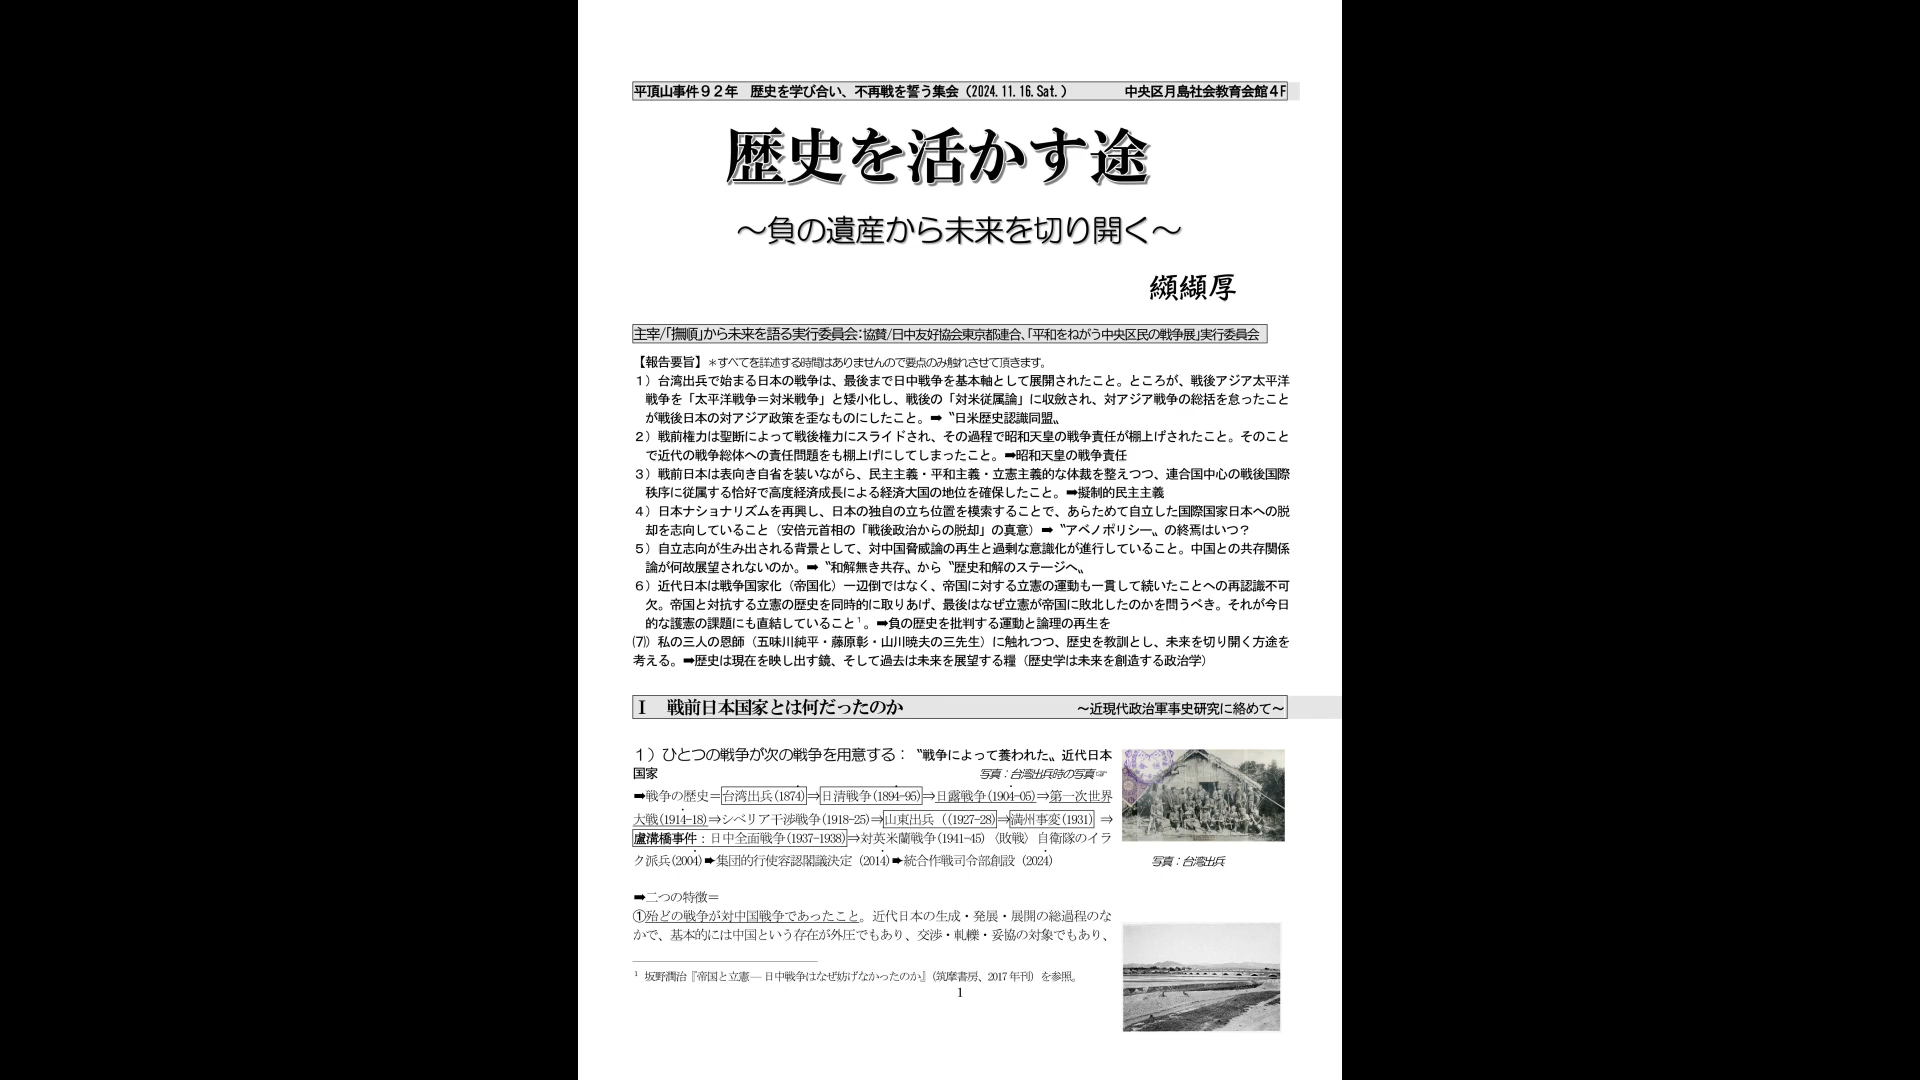 平頂山事件９２年　歴史を学び合い、不再戦を誓う集会（2024.11.16.Sat.）　中央区月島社会教育会館４F
歴史を活かす途
～負の遺産から未来を切り開く～
纐纈厚
主宰/｢撫順｣から未来を語る実行委員会:協賛/日中友好協会東京都連合、｢平和をねがう中央区民の戦争展｣実行委員会
【報告要旨】＊すべてを詳述する時間はありませんので要点のみ触れさせて頂きます。
１）台湾出兵で始まる日本の戦争は、最後まで日中戦争を基本軸として展開されたこと。ところが、戦後アジア太平洋
戦争を「太平洋戦争＝対米戦争」と矮小化し、戦後の「対米従属論」に収斂され、対アジア戦争の総括を怠ったこと
が戦後日本の対アジア政策を歪なものにしたこと。➡〝日米歴史認識同盟〟
２）戦前権力は聖断によって戦後権力にスライドされ、その過程で昭和天皇の戦争責任が棚上げされたこと。そのこと
で近代の戦争総体への責任問題をも棚上げにしてしまったこと。➡昭和天皇の戦争責任
３）戦前日本は表向き自省を装いながら、民主主義・平和主義・立憲主義的な体裁を整えつつ、連合国中心の戦後国際
秩序に従属する恰好で高度経済成長による経済大国の地位を確保したこと。➡擬制的民主主義
４）日本ナショナリズムを再興し、日本の独自の立ち位置を模索することで、あらためて自立した国際国家日本への脱
却を志向していること（安倍元首相の「戦後政治からの脱却」の真意）➡〝アベノポリシー〟の終焉はいつ？
５）自立志向が生み出される背景として、対中国脅威論の再生と過剰な意識化が進行していること。中国との共存関係
論が何故展望されないのか。➡〝和解無き共存〟から〝歴史和解のステージへ〟
６）近代日本は戦争国家化（帝国化）一辺倒ではなく、帝国に対する立憲の運動も一貫して続いたことへの再認識不可
欠。帝国と対抗する立憲の歴史を同時的に取りあげ、最後はなぜ立憲が帝国に敗北したのかを問うべき。それが今日
的な護憲の課題にも直結していること¹。➡負の歴史を批判する運動と論理の再生を
⑺）私の三人の恩師（五味川純平・藤原彰・山川暁夫の三先生）に触れつつ、歴史を教訓とし、未来を切り開く方途を
考える。➡歴史は現在を映し出す鏡、そして過去は未来を展望する糧（歴史学は未来を創造する政治学）
Ⅰ　戦前日本国家とは何だったのか　～近現代政治軍事史研究に絡めて～
１）ひとつの戦争が次の戦争を用意する：〝戦争によって養われた〟近代日本
国家　写真：台湾出兵時の写真☞
➡戦争の歴史＝台湾出兵(1874)⇒日清戦争(1894-95)⇒日露戦争(1904-05)⇒第一次世界
大戦(1914-18)⇒シベリア干渉戦争(1918-25)⇒山東出兵（(1927-28)⇒満州事変(1931)　⇒
盧溝橋事件：日中全面戦争(1937-1938)⇒対英米蘭戦争(1941-45)〈敗戦〉自衛隊のイラ
ク派兵(2004)➡集団的行使容認閣議決定（2014)➡統合作戦司令部創設（2024）
写真：台湾出兵
➡二つの特徴＝
①殆どの戦争が対中国戦争であったこと。近代日本の生成・発展・展開の総過程のな
かで、基本的には中国という存在が外圧でもあり、交渉・軋轢・妥協の対象でもあり、
¹ 坂野潤治『帝国と立憲―日中戦争はなぜ妨げなかったのか』（筑摩書房、2017 年刊）を参照。
1